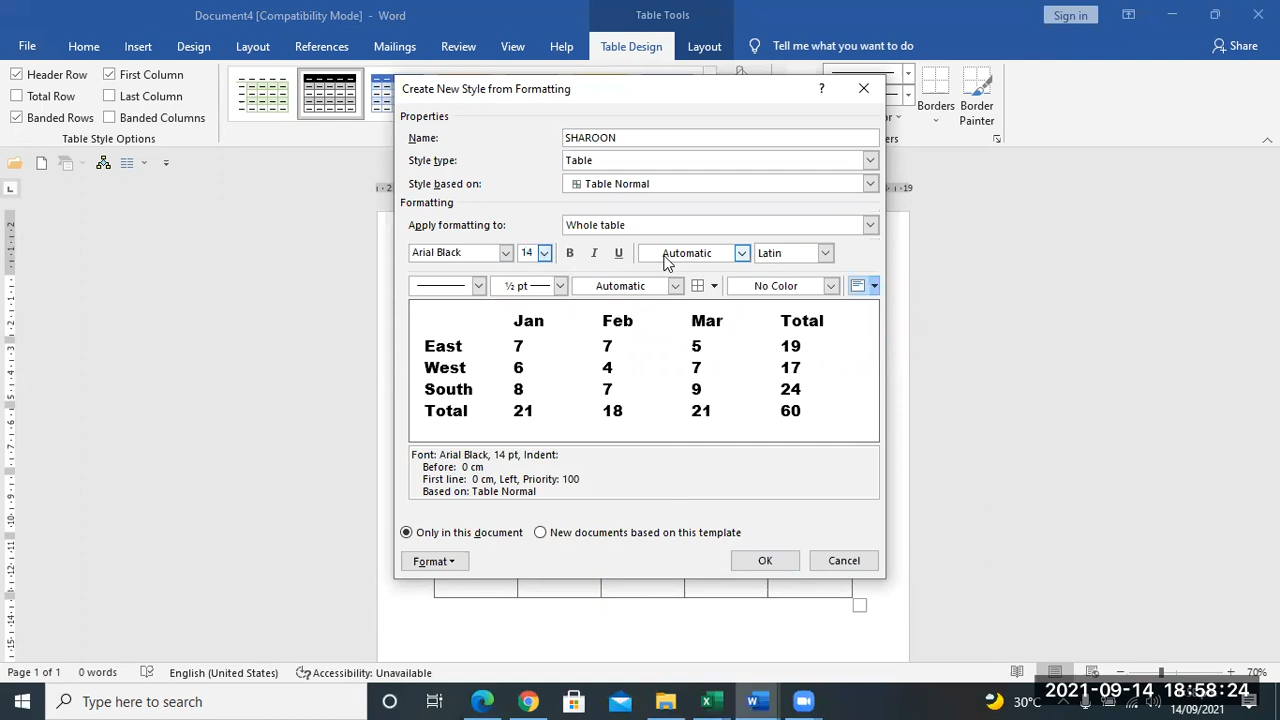 Document4 [Compatibility Mode] - Word
Table Tools
Sign in
File Home Insert Design Layout References Mailings Review View Help Table Design Layout Tell me what you want to do Share
Header Row First Column
Total Row Last Column
Banded Rows Banded Columns
Table Style Options
Borders Border Painter
Create New Style from Formatting ?
Properties
Name: SHAROON
Style type: Table
Style based on: Table Normal
Formatting
Apply formatting to: Whole table
Arial Black 14 B I U Automatic Latin
½ pt Automatic No Color
Jan Feb Mar Total
East 7 7 5 19
West 6 4 7 17
South 8 7 9 24
Total 21 18 21 60
Font: Arial Black, 14 pt, Indent:
Before: 0 cm
First line: 0 cm, Left, Priority: 100
Based on: Table Normal
Only in this document New documents based on this template
Format OK Cancel
Page 1 of 1 0 words English (United States) Accessibility: Unavailable 70%
Type here to search 30°C
2021-09-14 18:58:24
14/09/2021